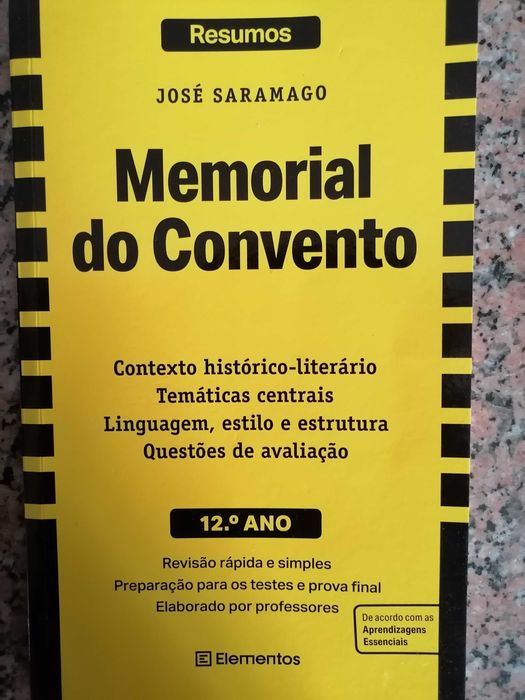 Resumos
JOSÉ SARAMAGO
Memorial
do Convento
Contexto histórico-literário
Temáticas centrais
Linguagem, estilo e estrutura
Questões de avaliação
12.º ANO
Revisão rápida e simples
Preparação para os testes e prova final
Elaborado por professores
De acordo com as
Aprendizagens
Essenciais
Elementos